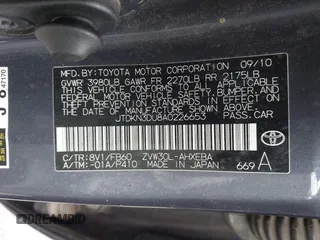 TOYOTA MOTOR CORPORATION 09/10
GVWR 3980LB GAWR FR 2270LB RR 2175LB
THIS VEHICLE CONFORMS TO ALL APPLICABLE
FEDERAL MOTOR VEHICLE SAFETY, BUMPER, AND
THEFT PREVENTION STANDARDS IN EFFECT ON
THE DATE OF MANUFACTURE SHOWN ABOVE.
JTDKN3DU8A0226653 PASS. CAR
C/TR: 8V1/FB60 ZVW30L-AHXEBA
A/TM: -01A/P410 MADE IN JAPAN 669 A
TOYOTA
47170